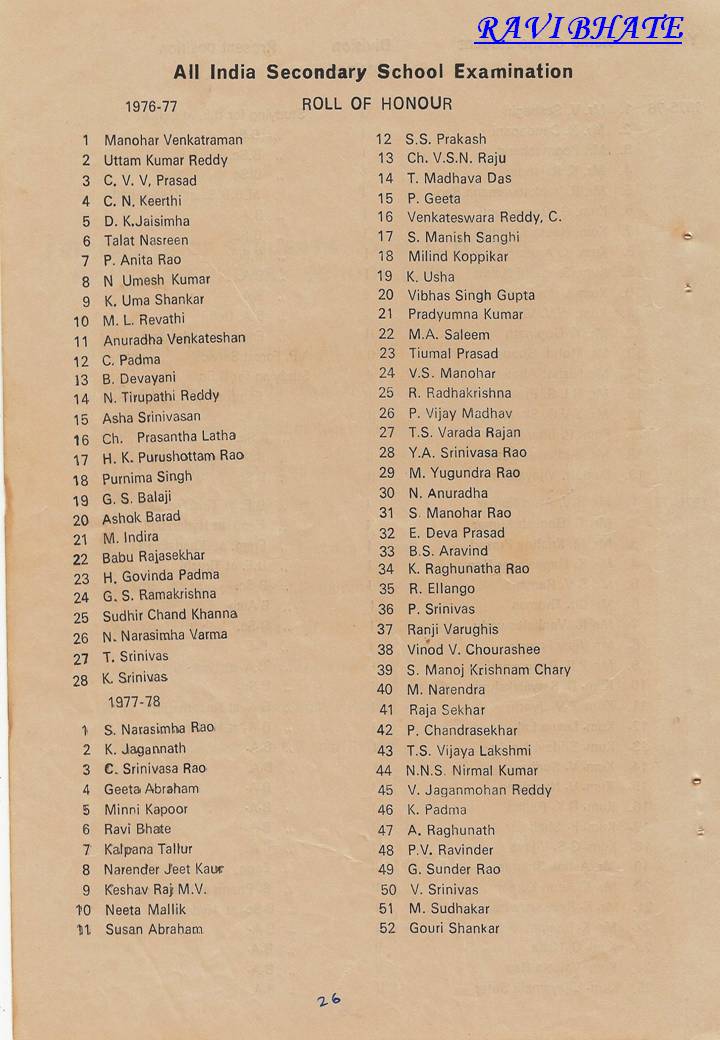 RAVI BHATE
All India Secondary School Examination
1976-77 ROLL OF HONOUR
1 Manohar Venkatraman
2 Uttam Kumar Reddy
3 C. V. V, Prasad
4 C. N. Keerthi
5 D. K.Jaisimha
6 Talat Nasreen
7 P. Anita Rao
8 N Umesh Kumar
9 K. Uma Shankar
10 M. L. Revathi
11 Anuradha Venkateshan
12 C. Padma
13 B. Devayani
14 N. Tirupathi Reddy
15 Asha Srinivasan
16 Ch. Prasantha Latha
17 H. K. Purushottam Rao
18 Purnima Singh
19 G. S. Balaji
20 Ashok Barad
21 M. Indira
22 Babu Rajasekhar
23 H. Govinda Padma
24 G. S. Ramakrishna
25 Sudhir Chand Khanna
26 N. Narasimha Varma
27 T. Srinivas
28 K. Srinivas
1977-78
1 S. Narasimha Rao
2 K. Jagannath
3 C. Srinivasa Rao
4 Geeta Abraham
5 Minni Kapoor
6 Ravi Bhate
7 Kalpana Tallur
8 Narender Jeet Kaur
9 Keshav Raj M.V.
10 Neeta Mallik
11 Susan Abraham
12 S.S. Prakash
13 Ch. V.S.N. Raju
14 T. Madhava Das
15 P. Geeta
16 Venkateswara Reddy, C.
17 S. Manish Sanghi
18 Milind Koppikar
19 K. Usha
20 Vibhas Singh Gupta
21 Pradyumna Kumar
22 M.A. Saleem
23 Tiumal Prasad
24 V.S. Manohar
25 R. Radhakrishna
26 P. Vijay Madhav
27 T.S. Varada Rajan
28 Y.A. Srinivasa Rao
29 M. Yugundra Rao
30 N. Anuradha
31 S. Manohar Rao
32 E. Deva Prasad
33 B.S. Aravind
34 K. Raghunatha Rao
35 R. Ellango
36 P. Srinivas
37 Ranji Varughis
38 Vinod V. Chourashee
39 S. Manoj Krishnam Chary
40 M. Narendra
41 Raja Sekhar
42 P. Chandrasekhar
43 T.S. Vijaya Lakshmi
44 N.N.S. Nirmal Kumar
45 V. Jaganmohan Reddy
46 K. Padma
47 A. Raghunath
48 P.V. Ravinder
49 G. Sunder Rao
50 V. Srinivas
51 M. Sudhakar
52 Gouri Shankar
26